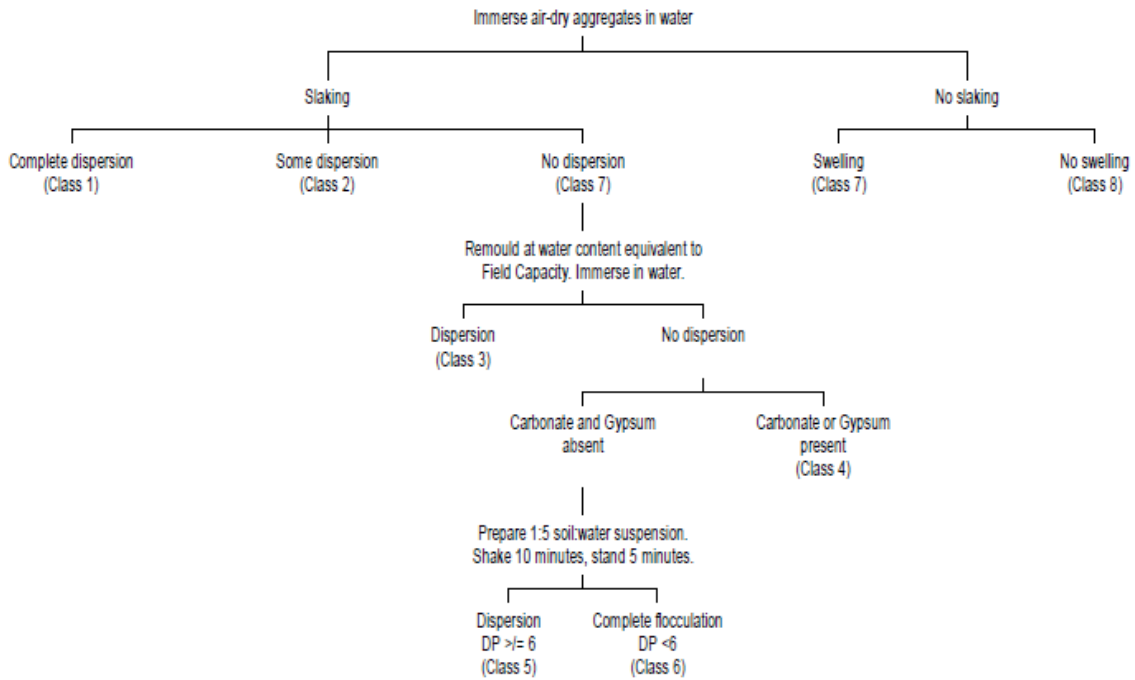 Immerse air-dry aggregates in water
Slaking
No slaking
Complete dispersion
(Class 1)
Some dispersion
(Class 2)
No dispersion
(Class 7)
Swelling
(Class 7)
No swelling
(Class 8)
Remould at water content equivalent to
Field Capacity. Immerse in water.
Dispersion
(Class 3)
No dispersion
Carbonate and Gypsum
absent
Carbonate or Gypsum
present
(Class 4)
Prepare 1:5 soil:water suspension.
Shake 10 minutes, stand 5 minutes.
Dispersion
DP >/= 6
(Class 5)
Complete flocculation
DP <6
(Class 6)